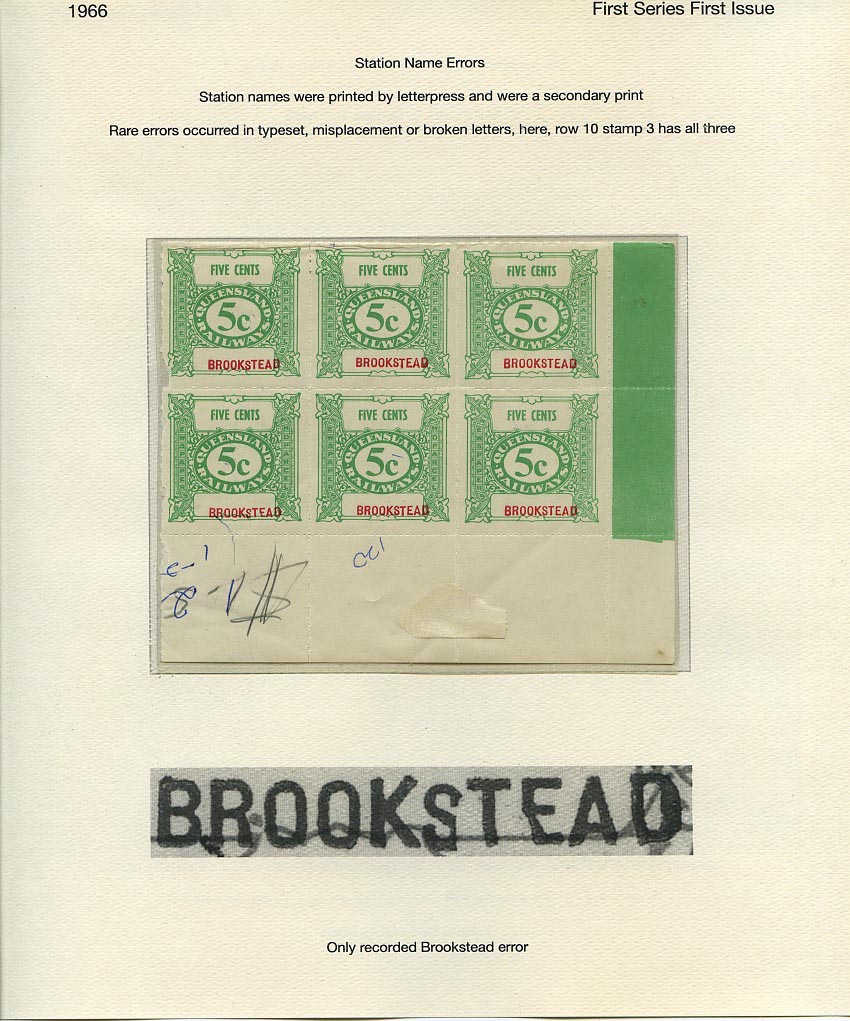 1966
First Series First Issue
Station Name Errors
Station names were printed by letterpress and were a secondary print
Rare errors occurred in typeset, misplacement or broken letters, here, row 10 stamp 3 has all three
FIVE CENTS FIVE CENTS FIVE CENTS
QUEENSLAND QUEENSLAND QUEENSLAND
5c 5c 5c
RAILWAYS RAILWAYS RAILWAYS
BROOKSTEAD BROOKSTEAD BROOKSTEAD
FIVE CENTS FIVE CENTS FIVE CENTS
QUEENSLAND QUEENSLAND QUEENSLAND
5c 5c 5c
RAILWAYS RAILWAYS RAILWAYS
BROOKSTEAD BROOKSTEAD BROOKSTEAD
BROOKSTEAD
Only recorded Brookstead error